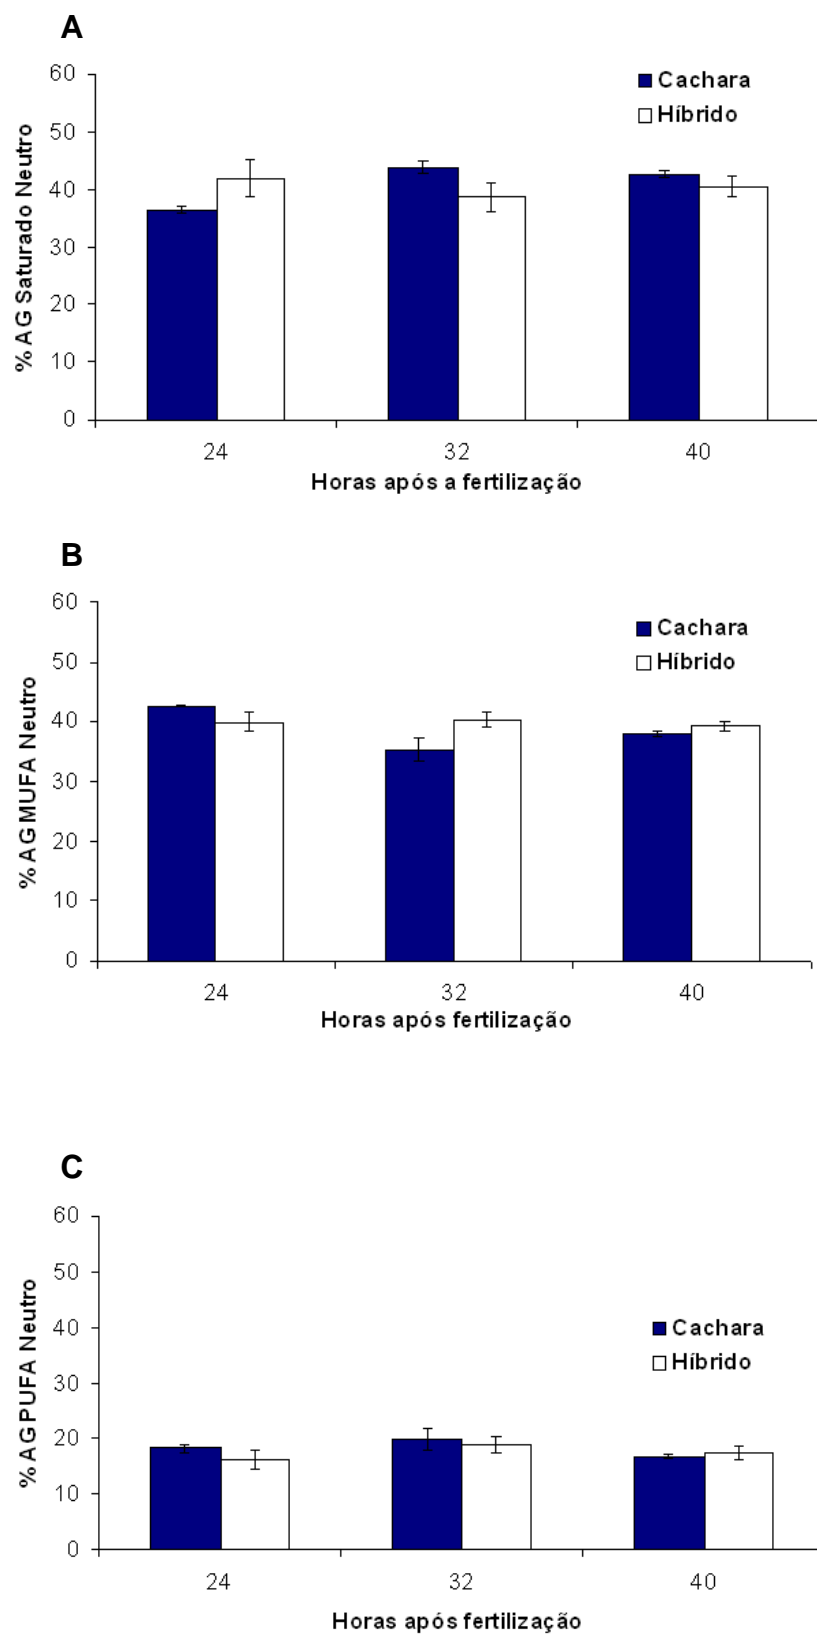 A
60
50
40
30
20
10
0
% AG Saturado Neutro
Cachara
Híbrido
24 32 40
Horas após a fertilização
B
60
50
40
30
20
10
0
% AG MUFA Neutro
Cachara
Híbrido
24 32 40
Horas após fertilização
C
60
50
40
30
20
10
0
% AG PUFA Neutro
Cachara
Híbrido
24 32 40
Horas após fertilização